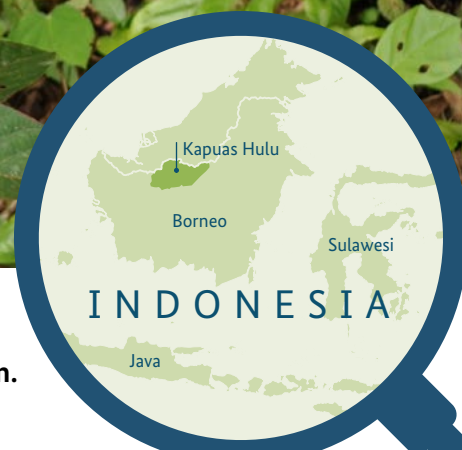 Kapuas Hulu
Borneo
Sulawesi
INDONESIA
Java
n.